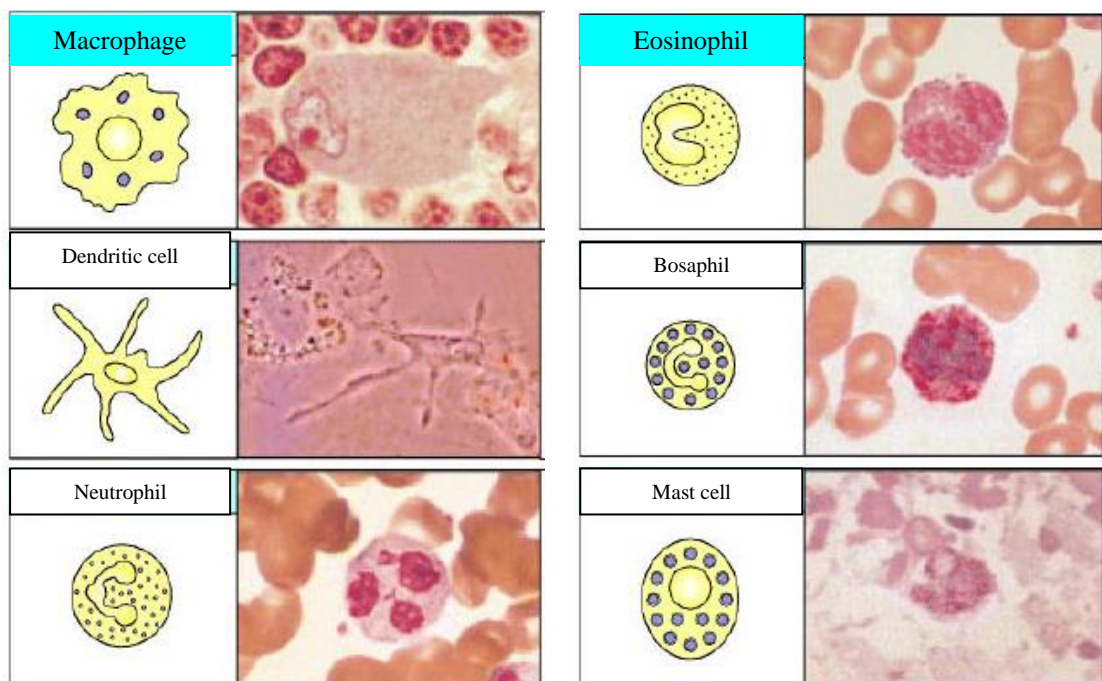 Macrophage
Eosinophil
Dendritic cell
Bosaphil
Neutrophil
Mast cell